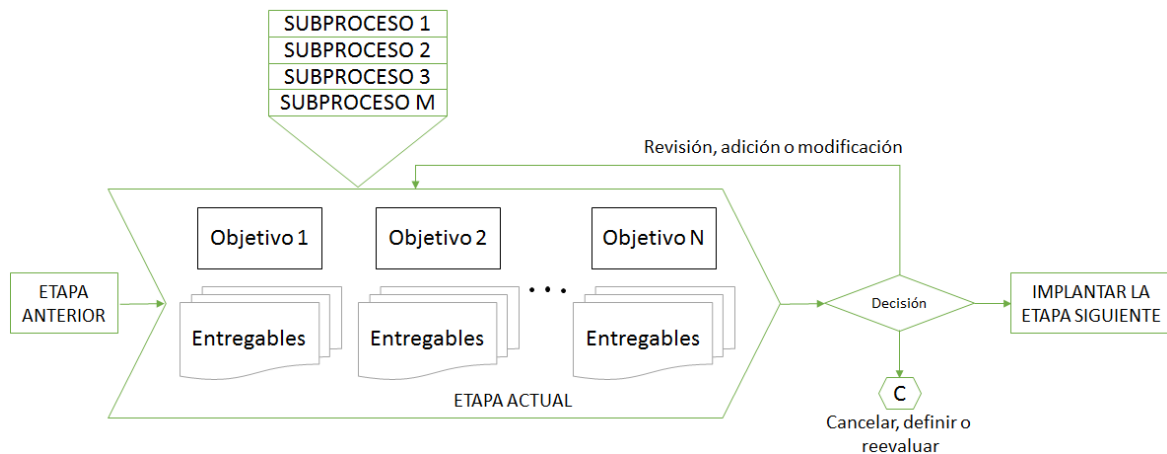 SUBPROCESO 1
SUBPROCESO 2
SUBPROCESO 3
SUBPROCESO M
Revisión, adición o modificación
Objetivo 1
Objetivo 2
Objetivo N
ETAPA
ANTERIOR
Entregables
Entregables
...
Entregables
ETAPA ACTUAL
Decisión
IMPLANTAR LA
ETAPA SIGUIENTE
C
Cancelar, definir o
reevaluar